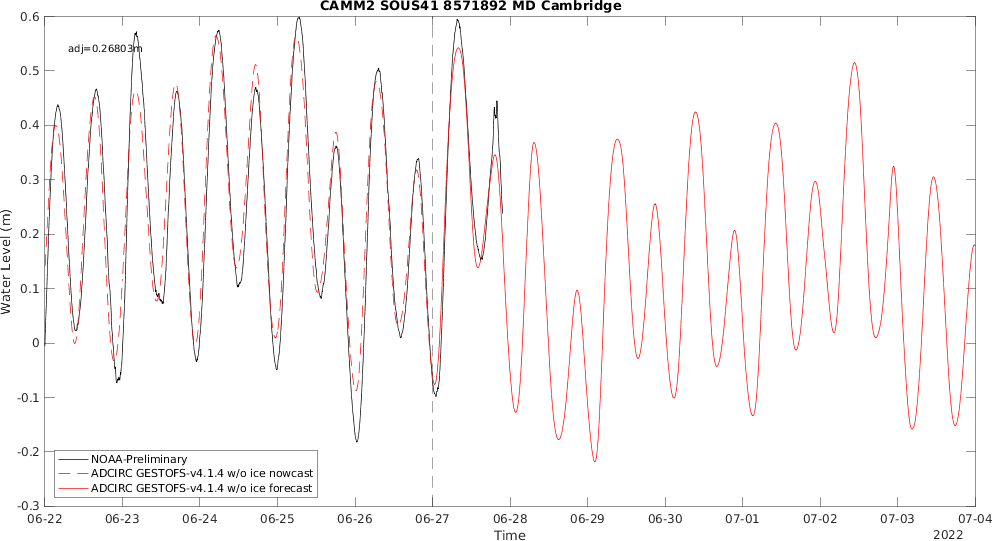 CAMM2 SOUS41 8571892 MD Cambridge
adj=0.26803m
0.6
0.5
0.4
0.3
0.2
0.1
0
-0.1
-0.2
-0.3
Water Level (m)
NOAA-Preliminary
ADCIRC GESTOFS-v4.1.4 w/o ice nowcast
ADCIRC GESTOFS-v4.1.4 w/o ice forecast
06-22 06-23 06-24 06-25 06-26 06-27 06-28 06-29 06-30 07-01 07-02 07-03 07-04
Time
2022